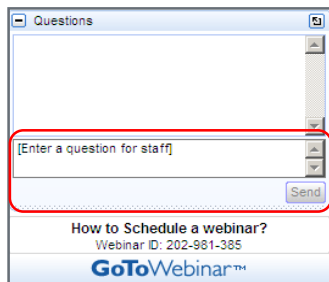 Questions
[Enter a question for staff]
Send
How to Schedule a webinar?
Webinar ID: 202-981-385
GoToWebinar™